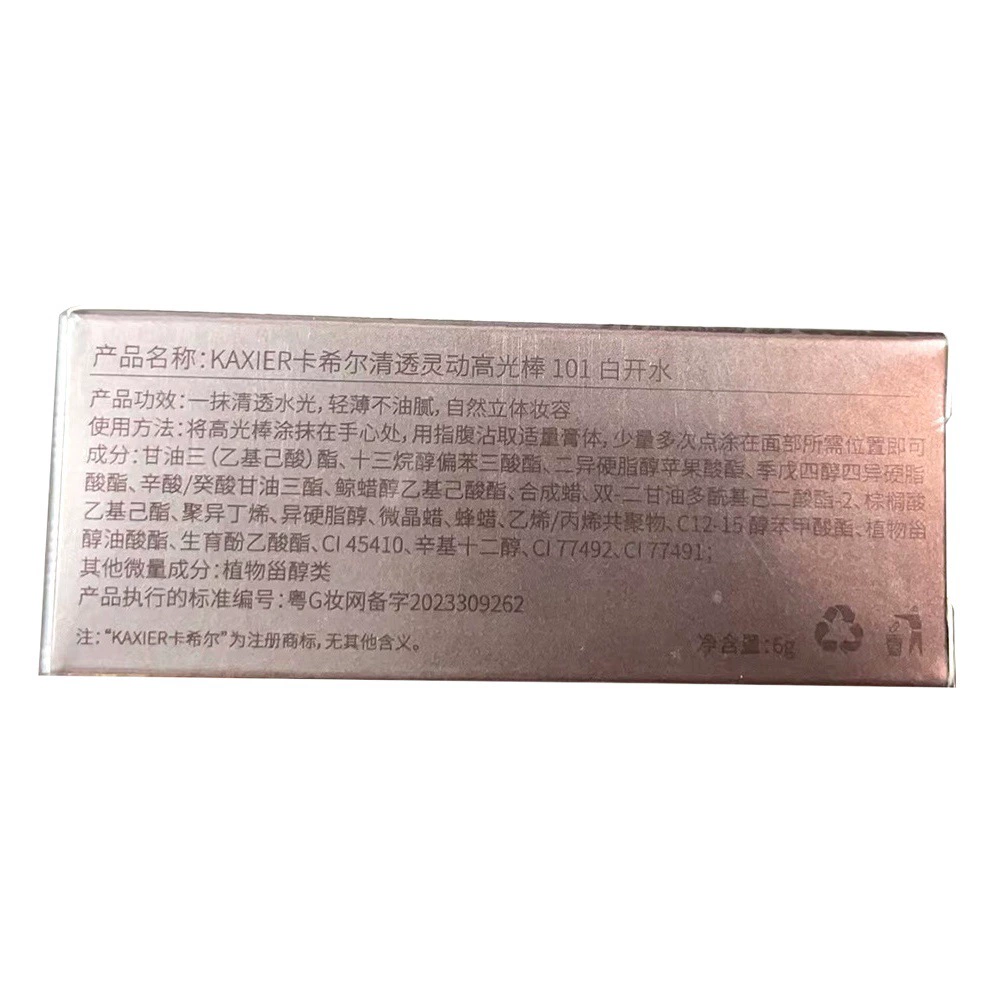 产品名称：KAXIER卡希尔清透灵动高光棒 101 白开水
产品功效：一抹清透水光，轻薄不油腻，自然立体妆容
使用方法：将高光棒涂抹在手心处，用指腹沾取适量膏体，少量多次点涂在面部所需位置即可
成分：甘油三（乙基己酸）酯、十三烷醇偏苯三酸酯、二异硬脂醇苹果酸酯、季戊四醇四异硬脂
酸酯、辛酸/癸酸甘油三酯、鲸蜡醇乙基己酸酯、合成蜡、双-二甘油多酰基己二酸酯-2、棕榈酸
乙基己酯、聚异丁烯、异硬脂醇、微晶蜡、蜂蜡、乙烯/丙烯共聚物、C12-15 醇苯甲酸酯、植物甾
醇油酸酯、生育酚乙酸酯、CI 45410、辛基十二醇、CI 77492、CI 77491；
其他微量成分：植物甾醇类
产品执行的标准编号：粤G妆网备字2023309262
注：“KAXIER卡希尔”为注册商标，无其他含义。
净含量：6g